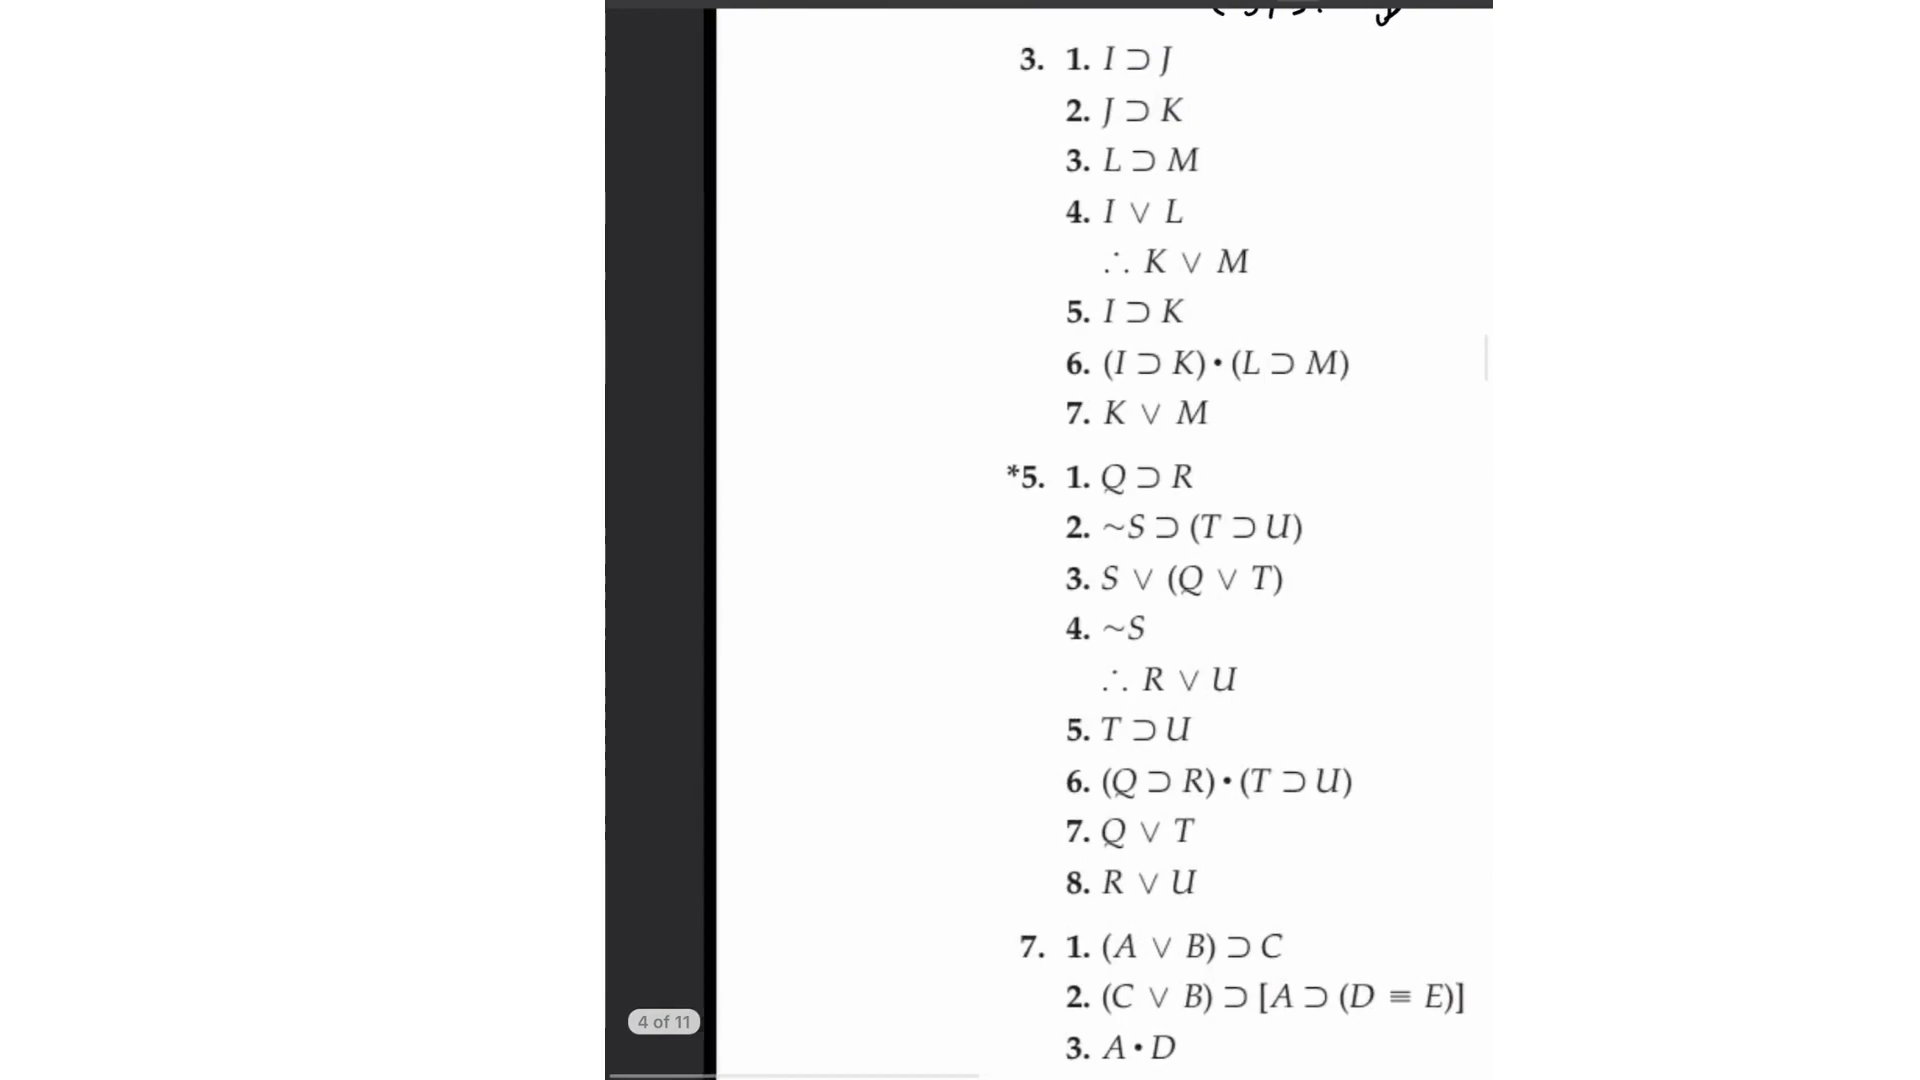 3. 1. I ⊃ J
2. J ⊃ K
3. L ⊃ M
4. I ∨ L
∴ K ∨ M
5. I ⊃ K
6. (I ⊃ K) • (L ⊃ M)
7. K ∨ M
*5. 1. Q ⊃ R
2. ~S ⊃ (T ⊃ U)
3. S ∨ (Q ∨ T)
4. ~S
∴ R ∨ U
5. T ⊃ U
6. (Q ⊃ R) • (T ⊃ U)
7. Q ∨ T
8. R ∨ U
7. 1. (A ∨ B) ⊃ C
2. (C ∨ B) ⊃ [A ⊃ (D ≡ E)]
3. A • D
4 of 11